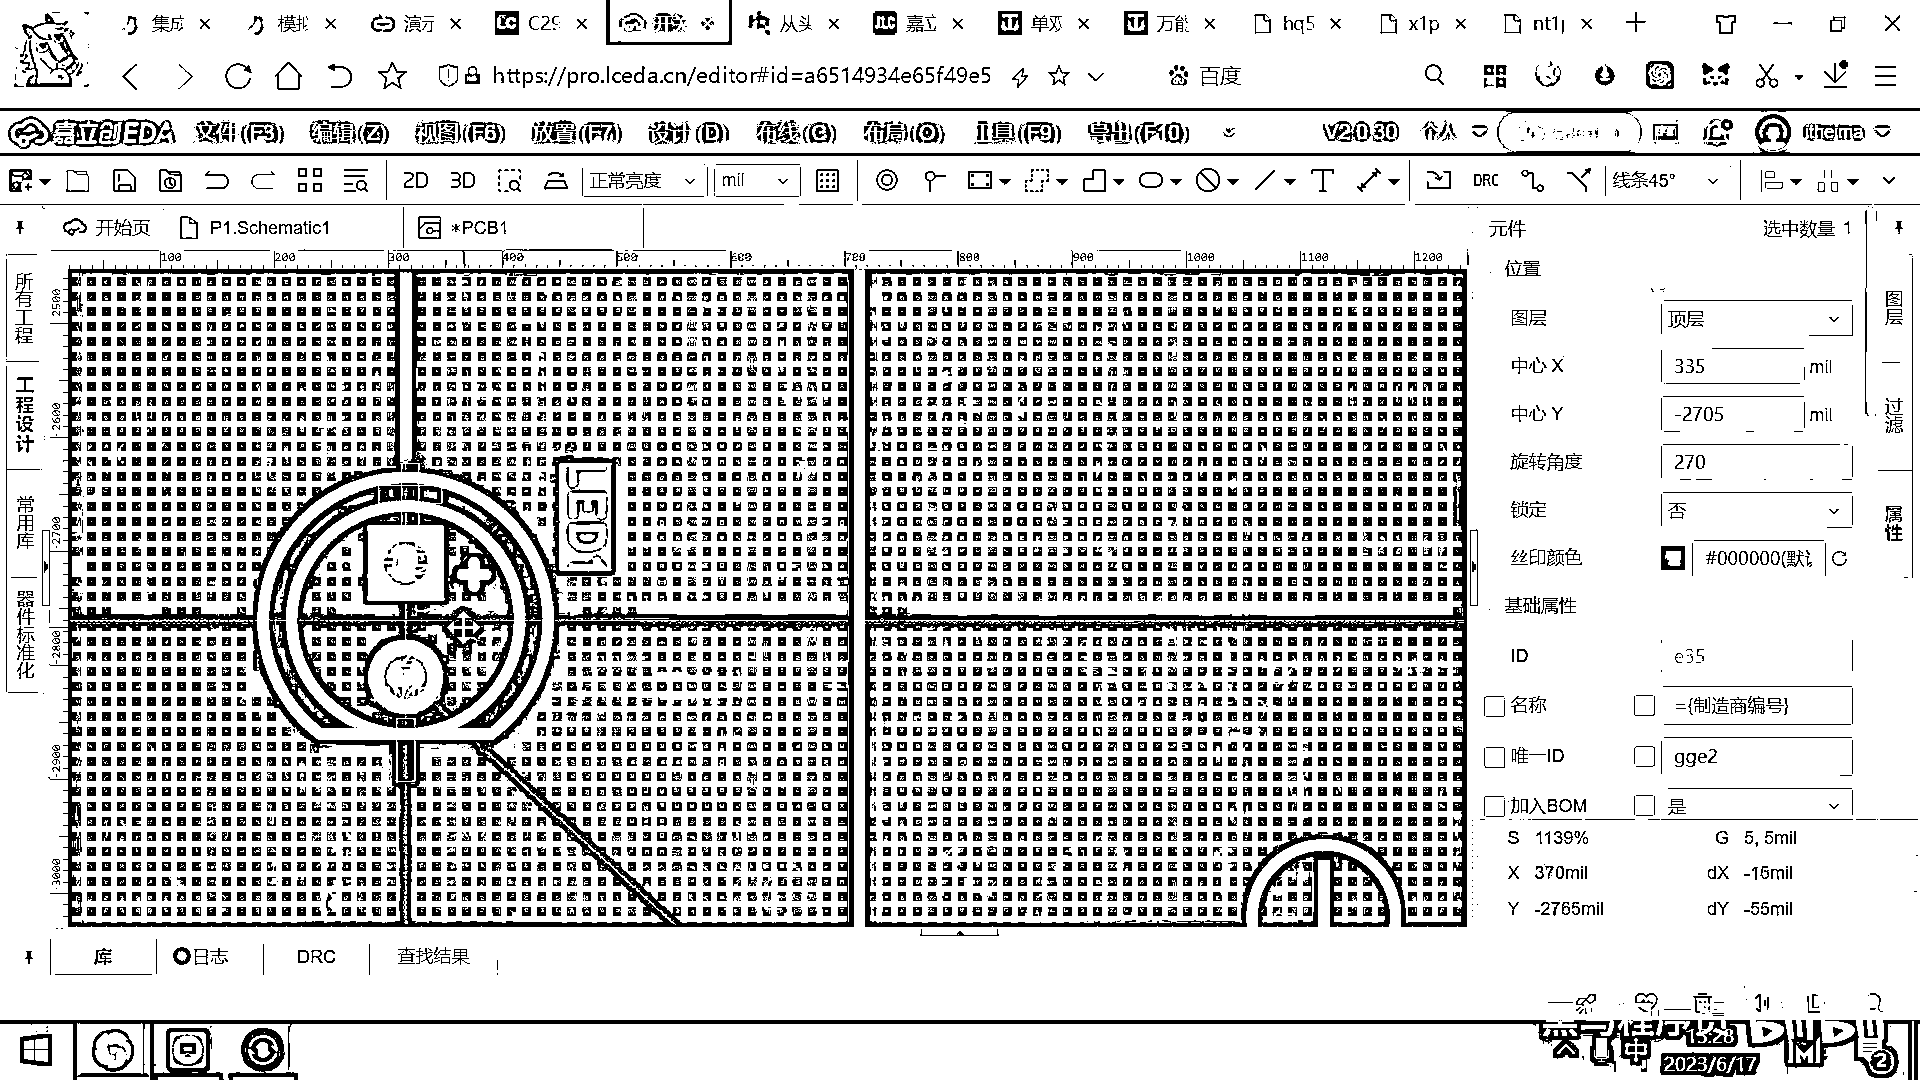 集成
模拟
演示
C29
开源
从头
嘉立
单双
万能
hq5
x1p
nt1j
https://pro.lceda.cn/editor#id=a6514934e65f49e5
百度
嘉立创EDA
文件(F3)
编辑(Z)
视图(F6)
放置(F7)
设计(D)
布线(G)
布局(O)
工具(F9)
导出(F10)
V2.0.30
个人
itheima
2D
3D
正常亮度
mil
DRC
线条45°
开始页
P1.Schematic1
*PCB1
元件
选中数量 1
100
200
300
400
500
600
700
800
900
1000
1100
1200
-2500
-2600
-2700
-2800
-2900
-3000
所有工程
工程设计
常用库
器件标准化
LED1
位置
图层
顶层
中心 X
335
mil
中心 Y
-2705
mil
旋转角度
270
锁定
否
丝印颜色
#000000(默认
基础属性
ID
e35
名称
={制造商编号}
唯一ID
gge2
加入BOM
是
S 1139%
G 5, 5mil
X 370mil
dX -15mil
Y -2765mil
dY -55mil
图层
过滤
属性
库
日志
DRC
查找结果
中
15:28
2023/6/17
2